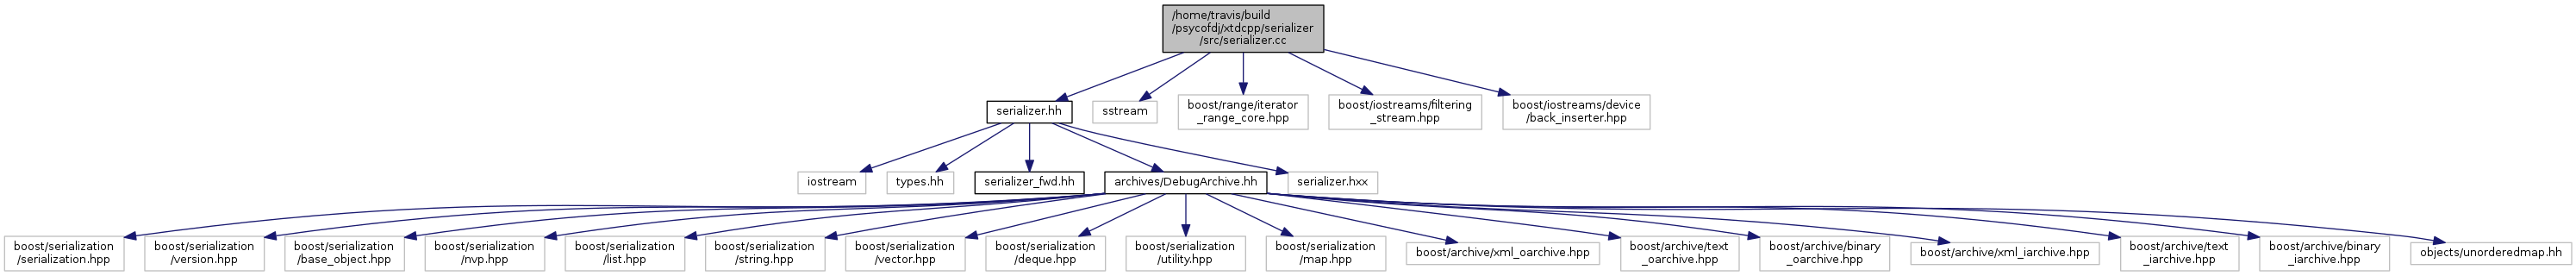 /home/travis/build
/psycofdj/xtdcpp/serializer
/src/serializer.cc
serializer.hh
sstream
boost/range/iterator
_range_core.hpp
boost/iostreams/filtering
_stream.hpp
boost/iostreams/device
/back_inserter.hpp
iostream
types.hh
serializer_fwd.hh
archives/DebugArchive.hh
serializer.hxx
boost/serialization
/serialization.hpp
boost/serialization
/version.hpp
boost/serialization
/base_object.hpp
boost/serialization
/nvp.hpp
boost/serialization
/list.hpp
boost/serialization
/string.hpp
boost/serialization
/vector.hpp
boost/serialization
/deque.hpp
boost/serialization
/utility.hpp
boost/serialization
/map.hpp
boost/archive/xml_oarchive.hpp
boost/archive/text
_oarchive.hpp
boost/archive/binary
_oarchive.hpp
boost/archive/xml_iarchive.hpp
boost/archive/text
_iarchive.hpp
boost/archive/binary
_iarchive.hpp
objects/unorderedmap.hh